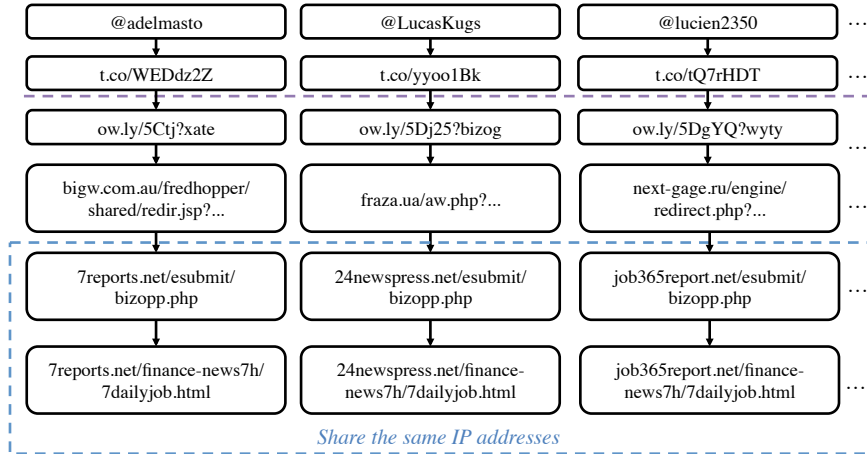 @adelmasto @LucasKugs @lucien2350 ...
t.co/WEDdz2Z t.co/yyoo1Bk t.co/tQ7rHDT ...
ow.ly/5Ctj?xate ow.ly/5Dj25?bizog ow.ly/5DgYQ?wyty ...
bigw.com.au/fredhopper/
shared/redir.jsp?...
fraza.ua/aw.php?...
next-gage.ru/engine/
redirect.php?...
...
7reports.net/esubmit/
bizopp.php
24newspress.net/esubmit/
bizopp.php
job365report.net/esubmit/
bizopp.php
...
7reports.net/finance-news7h/
7dailyjob.html
24newspress.net/finance-
news7h/7dailyjob.html
job365report.net/finance-
news7h/7dailyjob.html
...
Share the same IP addresses